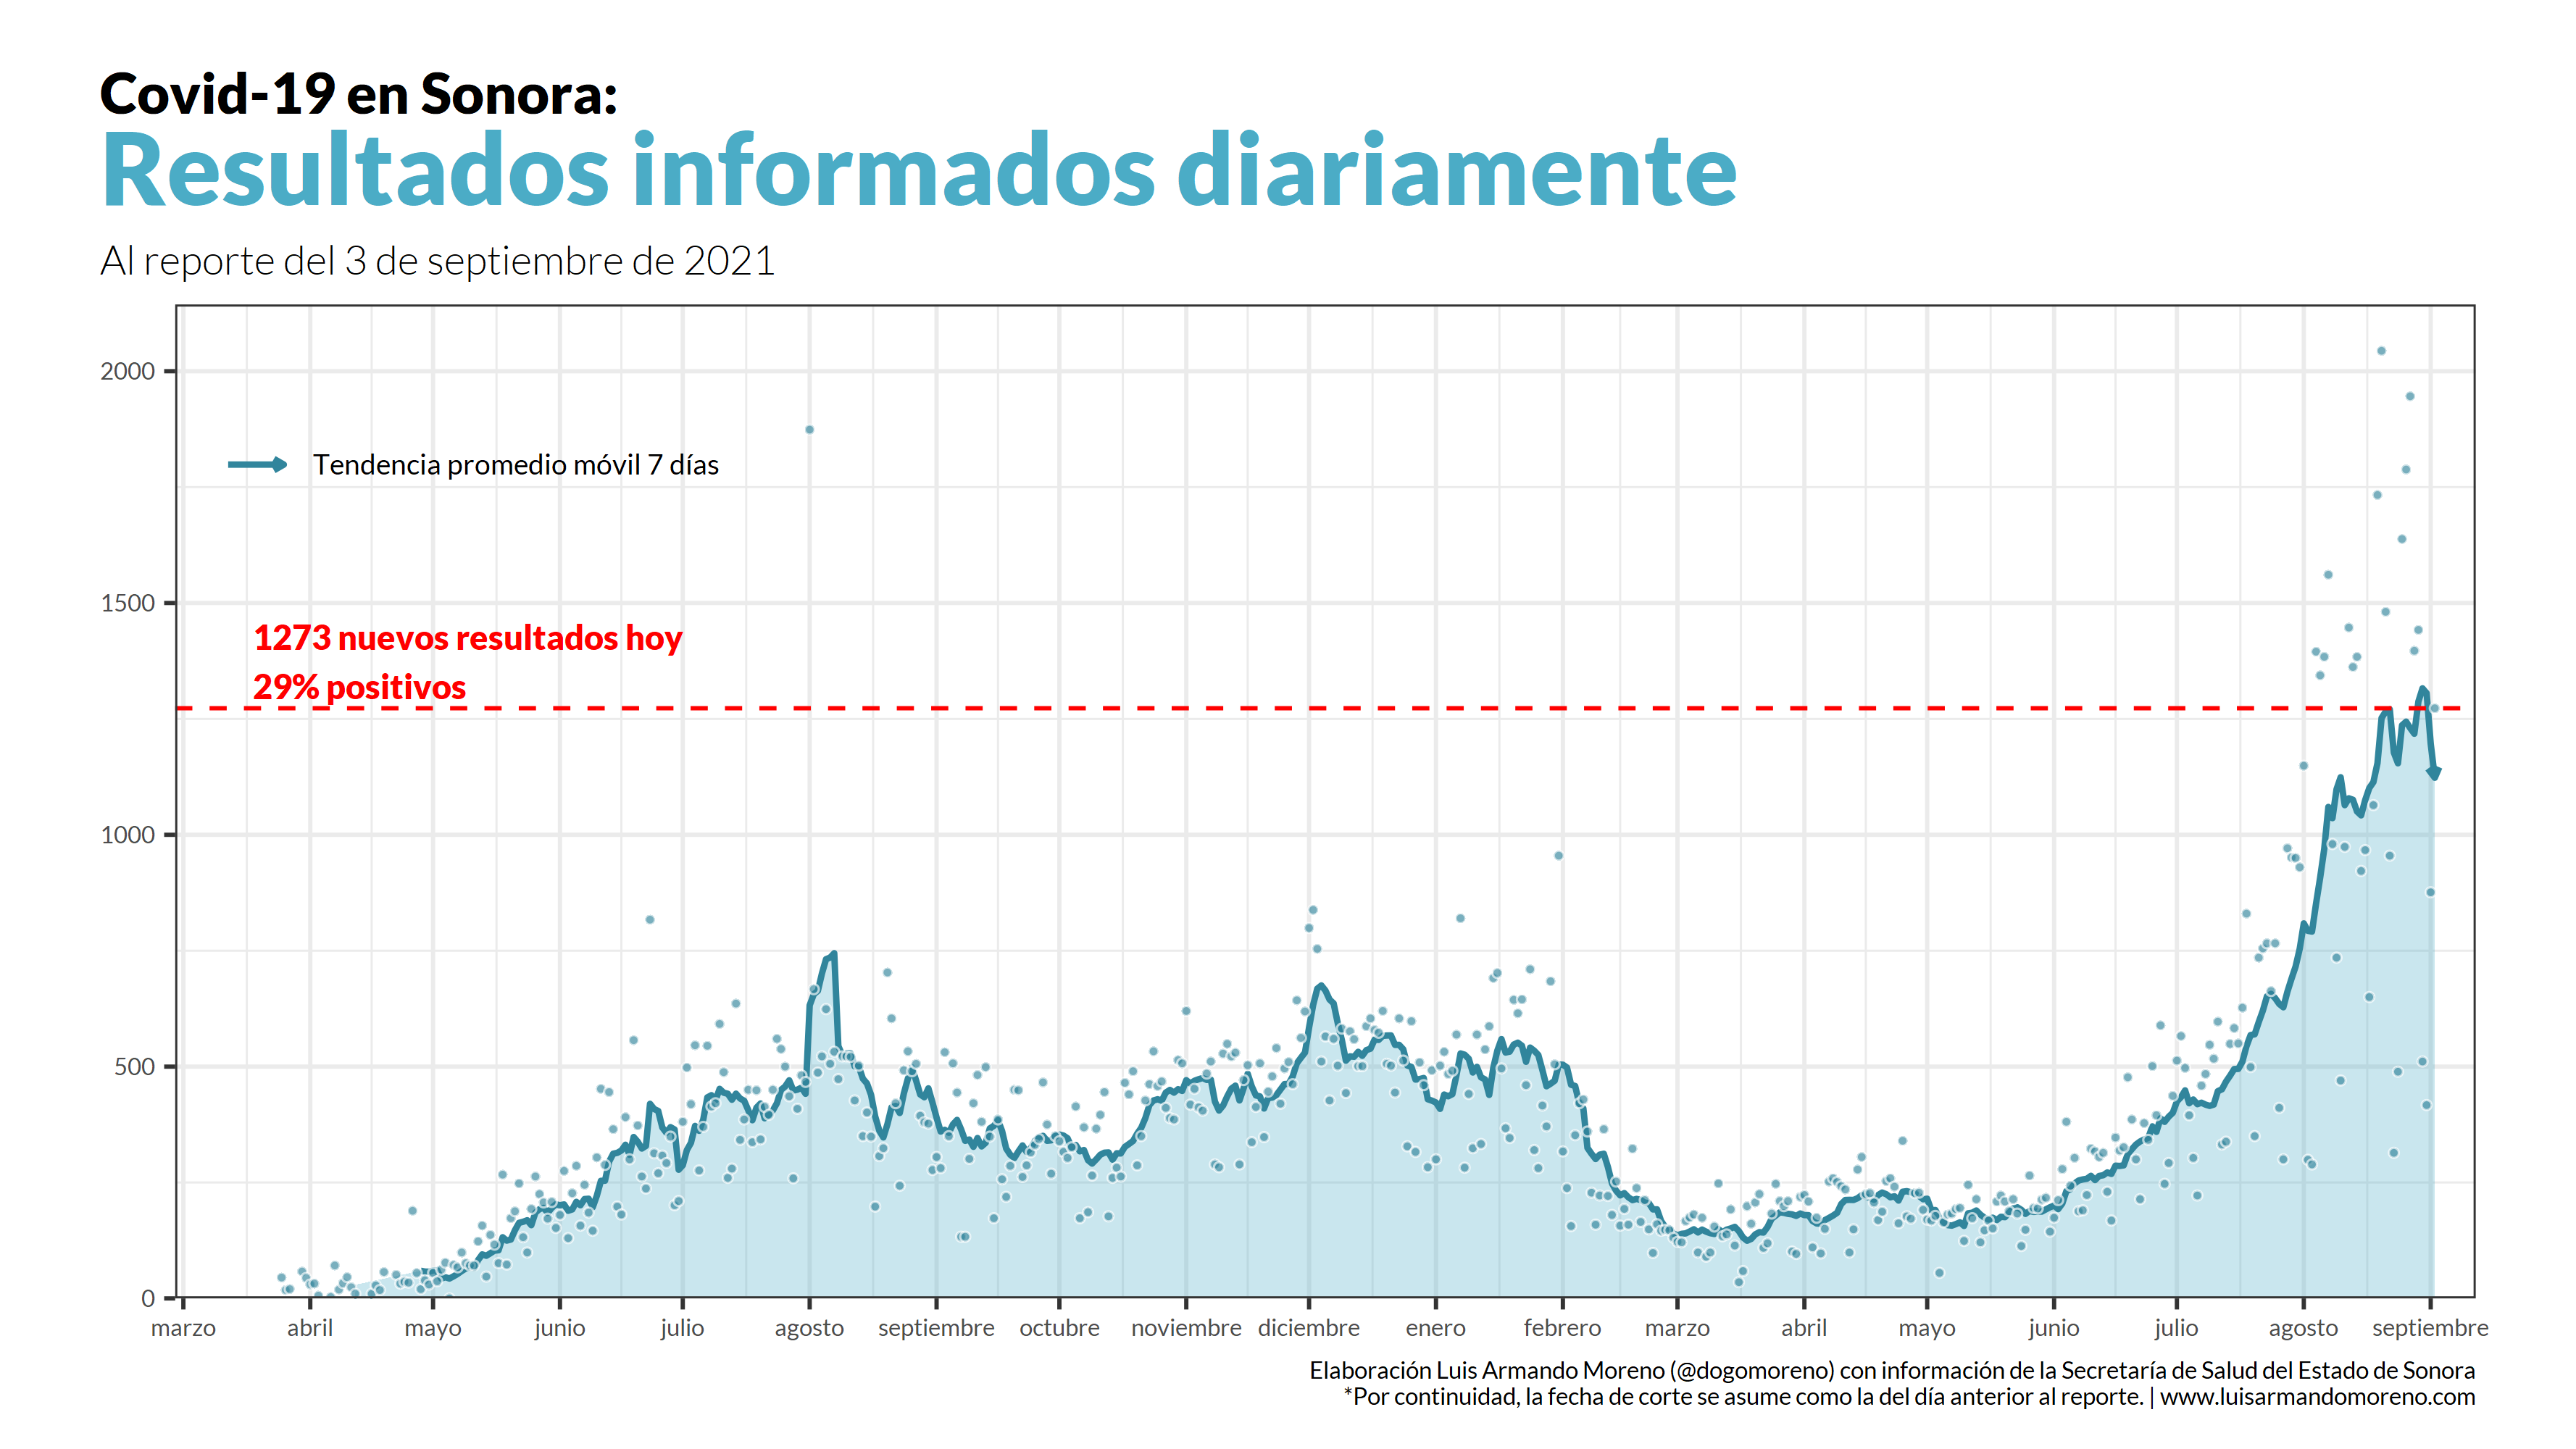 Covid-19 en Sonora:
Resultados informados diariamente
Al reporte del 3 de septiembre de 2021
2000
Tendencia promedio móvil 7 días
1500
1273 nuevos resultados hoy
29% positivos
1000
500
0
marzo abril mayo junio julio agosto septiembre octubre noviembre diciembre enero febrero marzo abril mayo junio julio agosto septiembre
Elaboración Luis Armando Moreno (@dogomoreno) con información de la Secretaría de Salud del Estado de Sonora
*Por continuidad, la fecha de corte se asume como la del día anterior al reporte. | www.luisarmandomoreno.com